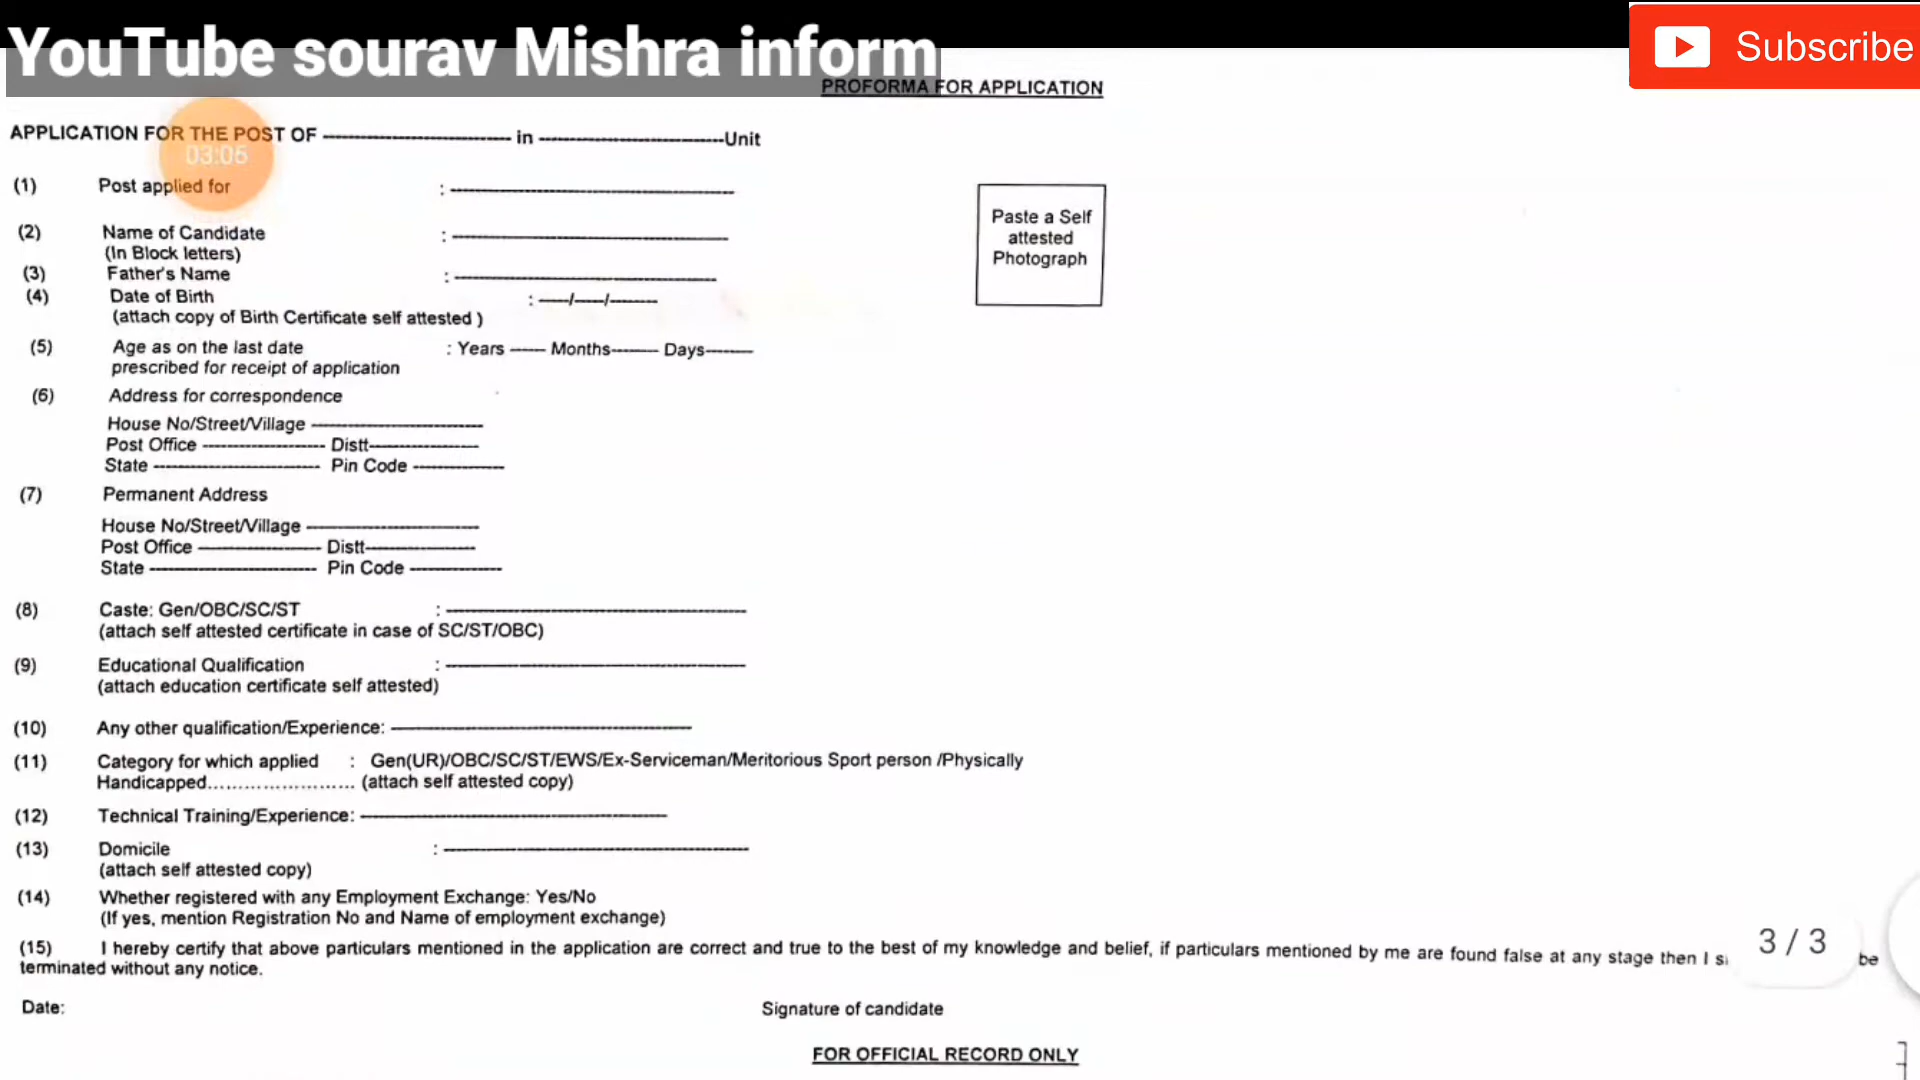 YouTube sourav Mishra inform
Subscribe
PROFORMA FOR APPLICATION
APPLICATION FOR THE POST OF ------------------------ in ------------------------Unit
03:06
(1) Post applied for : ------------------------
Paste a Self
attested
Photograph
(2) Name of Candidate : ------------------------
(In Block letters)
(3) Father's Name : ------------------------
(4) Date of Birth : ----/----/------
(attach copy of Birth Certificate self attested )
(5) Age as on the last date : Years ---- Months------ Days------
prescribed for receipt of application
(6) Address for correspondence
House No/Street/Village ------------------------
Post Office ---------------- Distt----------------
State ---------------------- Pin Code ------------
(7) Permanent Address
House No/Street/Village ------------------------
Post Office ---------------- Distt----------------
State ---------------------- Pin Code ------------
(8) Caste: Gen/OBC/SC/ST : ------------------------
(attach self attested certificate in case of SC/ST/OBC)
(9) Educational Qualification : ------------------------
(attach education certificate self attested)
(10) Any other qualification/Experience: ------------------------
(11) Category for which applied : Gen(UR)/OBC/SC/ST/EWS/Ex-Serviceman/Meritorious Sport person /Physically
Handicapped........................ (attach self attested copy)
(12) Technical Training/Experience: ------------------------
(13) Domicile : ------------------------
(attach self attested copy)
(14) Whether registered with any Employment Exchange: Yes/No
(If yes, mention Registration No and Name of employment exchange)
(15) I hereby certify that above particulars mentioned in the application are correct and true to the best of my knowledge and belief, if particulars mentioned by me are found false at any stage then I be
3 / 3
terminated without any notice.
Date: Signature of candidate
FOR OFFICIAL RECORD ONLY